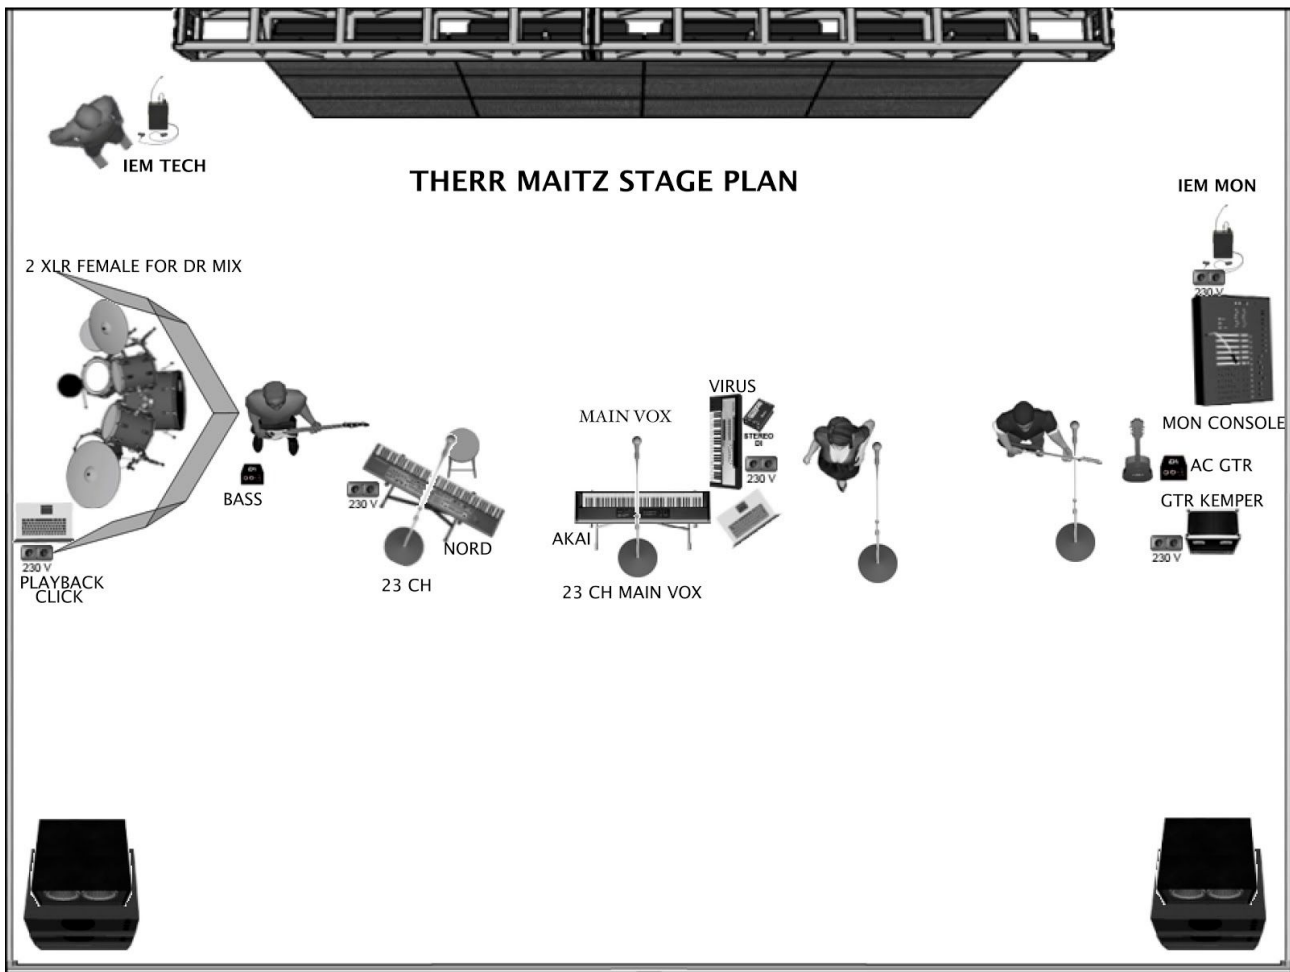 IEM TECH
THERR MAITZ STAGE PLAN
IEM MON
2 XLR FEMALE FOR DR MIX
230 V
VIRUS
MAIN VOX
MON CONSOLE
STEREO
DI
AC GTR
BASS
230 V
GTR KEMPER
AKAI
NORD
230 V
230 V
PLAYBACK
CLICK
23 CH
23 CH MAIN VOX
230 V